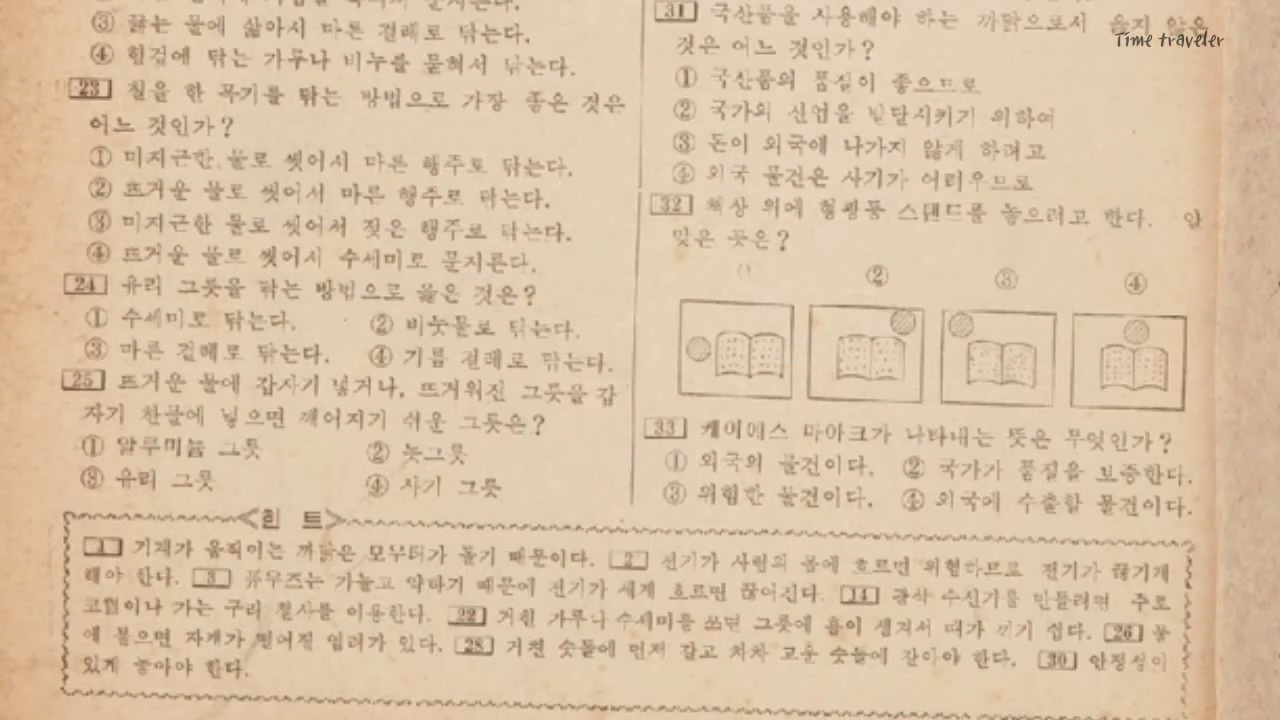 ③ 끓는 물에 삶아서 마른 걸레로 닦는다.
④ 헝겊에 닦는 가루나 비누를 묻혀서 닦는다.
23 칠을 한 목기를 닦는 방법으로 가장 좋은 것은
어느 것인가?
① 미지근한 물로 씻어서 마른 행주로 닦는다.
② 뜨거운 물로 씻어서 마른 행주로 닦는다.
③ 미지근한 물로 씻어서 젖은 행주로 닦는다.
④ 뜨거운 물로 씻어서 수세미로 문지른다.
24 유리 그릇을 닦는 방법으로 옳은 것은?
① 수세미로 닦는다. ② 비눗물로 닦는다.
③ 마른 걸레로 닦는다. ④ 기름 걸레로 닦는다.
25 뜨거운 물에 갑자기 넣거나, 뜨거워진 그릇을 갑
자기 찬물에 넣으면 깨어지기 쉬운 그릇은?
① 알루미늄 그릇 ② 놋그릇
③ 유리 그릇 ④ 사기 그릇
31 국산품을 사용해야 하는 까닭으로서 옳지 않은
것은 어느 것인가?
① 국산품의 품질이 좋으므로
② 국가의 산업을 발달시키기 위하여
③ 돈이 외국에 나가지 않게 하려고
④ 외국 물건은 사기가 어려우므로
32 책상 위에 형광등 스탠드를 놓으려고 한다. 알
맞은 곳은?
① ② ③ ④
33 케이에스 마아크가 나타내는 뜻은 무엇인가?
① 외국의 물건이다. ② 국가가 품질을 보증한다.
③ 위험한 물건이다. ④ 외국에 수출할 물건이다.
<힌 트>
1 기계가 움직이는 까닭은 모우터가 돌기 때문이다. 2 전기가 사람의 몸에 흐르면 위험하므로 전기가 끊기게
해야 한다. 3 퓨우즈는 가늘고 약하기 때문에 전기가 세게 흐르면 끊어진다. 14 광석 수신기를 만들려면 주로
코일이나 가는 구리 철사를 이용한다. 22 거친 가루나 수세미를 쓰면 그릇에 흠이 생겨서 때가 끼기 쉽다. 26 물
에 불으면 자개가 떨어질 염려가 있다. 28 거친 숫돌에 먼저 갈고 차차 고운 숫돌에 갈아야 한다. 30 안정성이
있게 놓아야 한다.
Time traveler